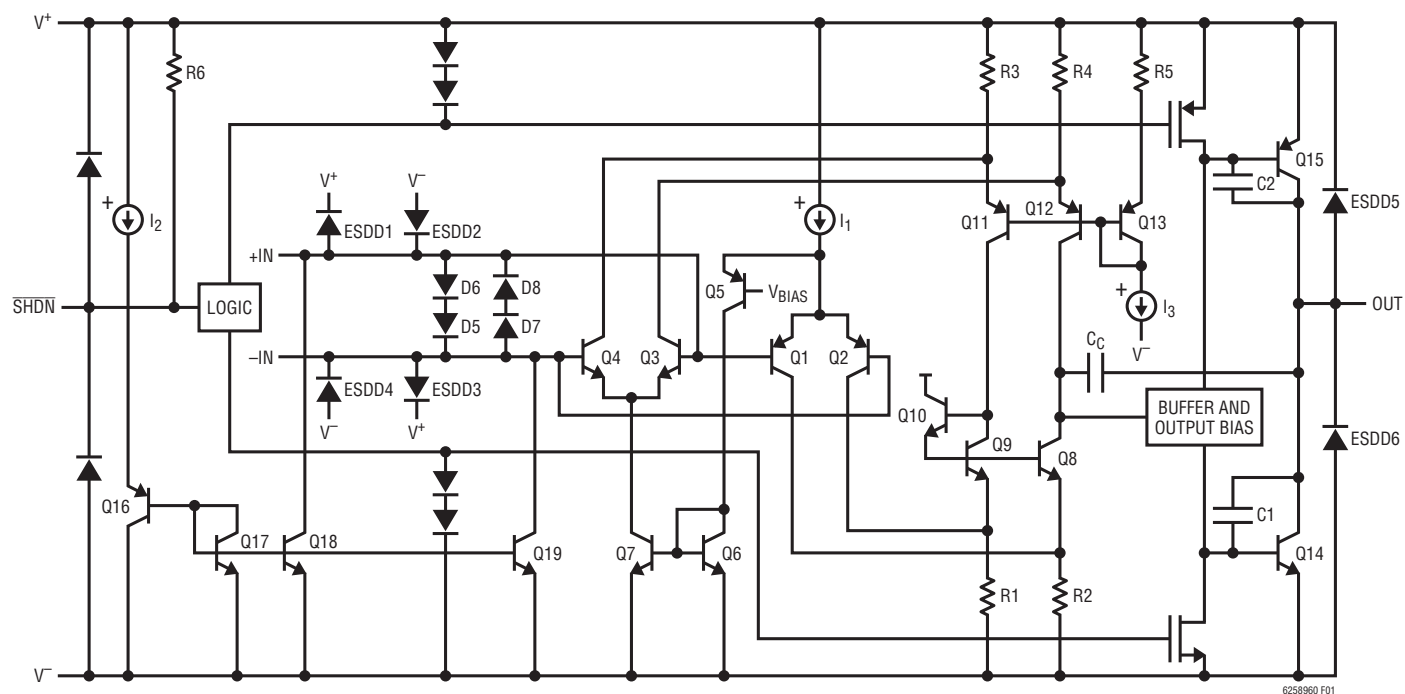 V+
R6
R3
R4
R5
Q15
C2
V+
V−
+
I2
ESDD1
ESDD2
+
I1
Q11
Q12
Q13
ESDD5
+IN
D6
D8
Q5
VBIAS
+
I3
SHDN
LOGIC
OUT
D5
D7
−IN
Q4
Q3
Q1
Q2
CC
V−
ESDD4
ESDD3
V−
V+
Q10
BUFFER AND
OUTPUT BIAS
ESDD6
Q9
Q8
Q16
C1
Q17
Q18
Q19
Q7
Q6
Q14
R1
R2
V−
6258960 F01